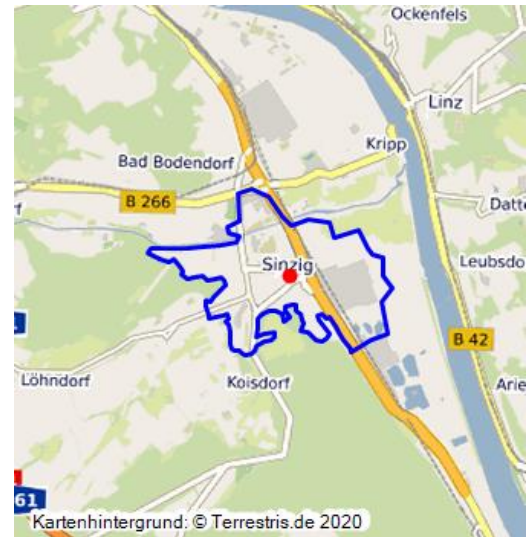 Ockenfels
Linz
Kripp
Bad Bodendorf
B 266
Datte
Sinzig
Leubsdo
B 42
Löhndorf
Koisdorf
Arie
61
Kartenhintergrund: © Terrestris.de 2020